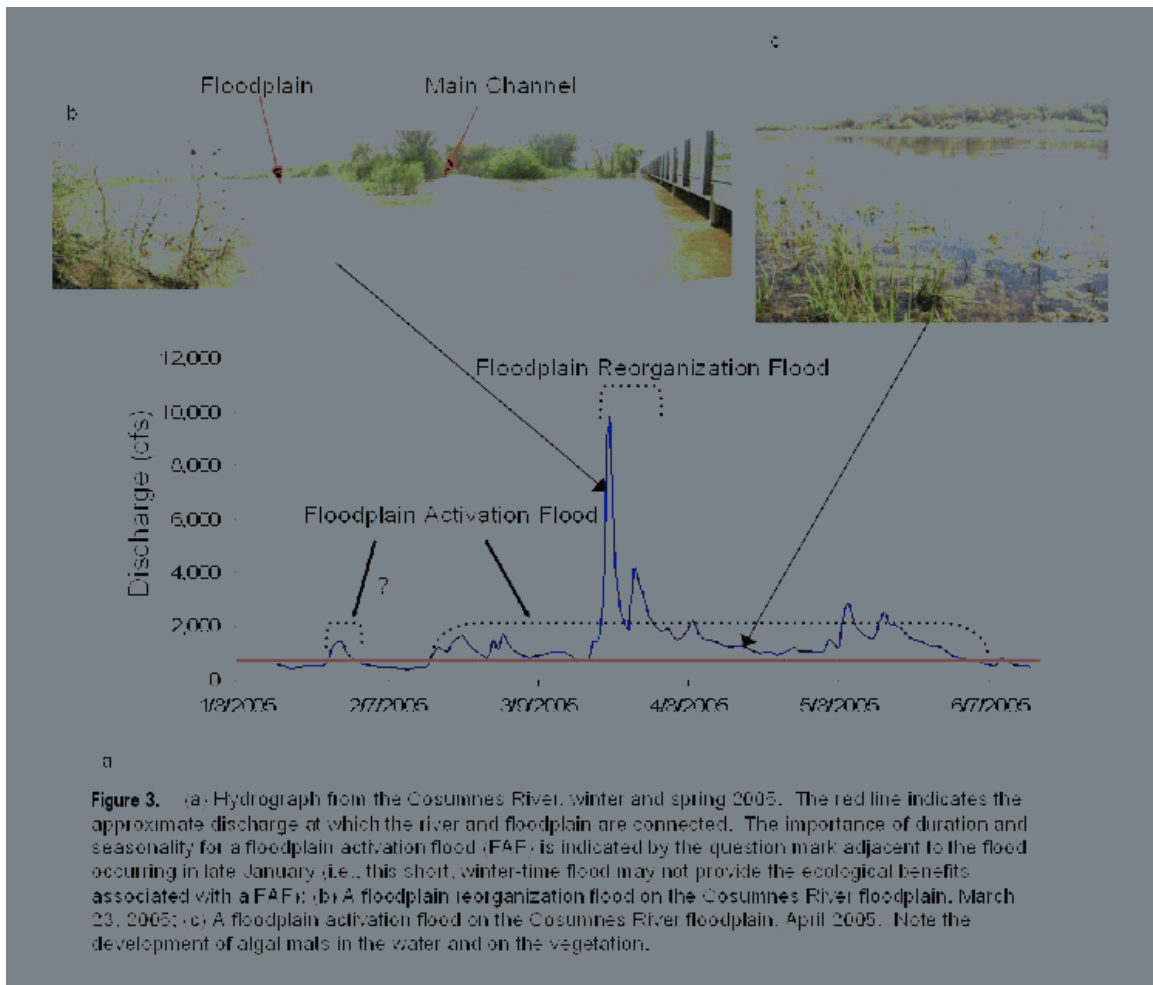 c
Floodplain Main Channel
b
12,000
Floodplain Reorganization Flood
10,000
8,000
Discharge (cfs)
Floodplain Activation Flood
6,000
4,000
?
2,000
0
1/8/2005 2/7/2005 3/9/2005 4/8/2005 5/8/2005 6/7/2005
a
Figure 3. (a) Hydrograph from the Cosumnes River, winter and spring 2005. The red line indicates the
approximate discharge at which the river and floodplain are connected. The importance of duration and
seasonality for a floodplain activation flood (FAF) is indicated by the question mark adjacent to the flood
occurring in late January (i.e., this short, winter-time flood may not provide the ecological benefits
associated with a FAF); (b) A floodplain reorganization flood on the Cosumnes River floodplain, March
23, 2005; (c) A floodplain activation flood on the Cosumnes River floodplain, April 2005. Note the
development of algal mats in the water and on the vegetation.